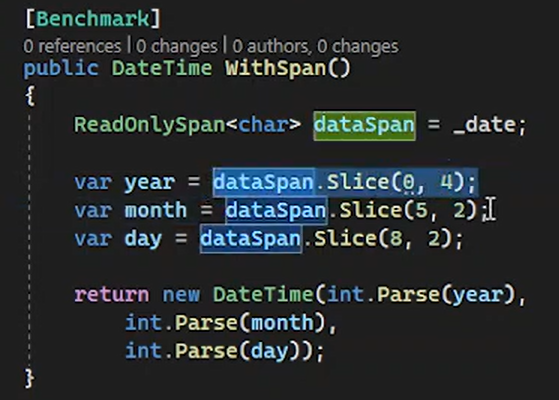 [Benchmark]
0 references | 0 changes | 0 authors, 0 changes
public DateTime WithSpan()
{
ReadOnlySpan<char> dataSpan = _date;
var year = dataSpan.Slice(0, 4);
var month = dataSpan.Slice(5, 2);
var day = dataSpan.Slice(8, 2);
return new DateTime(int.Parse(year),
int.Parse(month),
int.Parse(day));
}